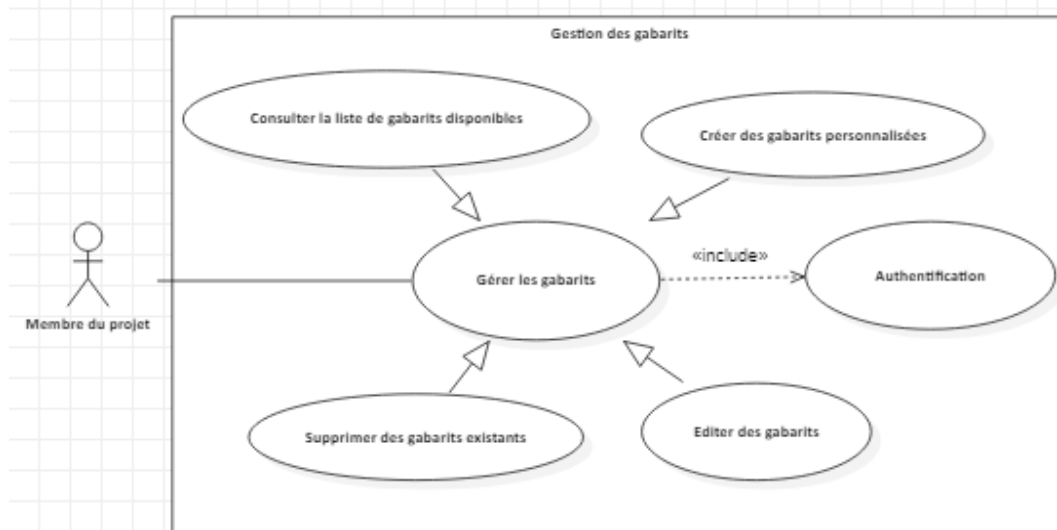 Gestion des gabarits
Consulter la liste de gabarits disponibles
Créer des gabarits personnalisées
«include»
Gérer les gabarits
Authentification
Membre du projet
Supprimer des gabarits existants
Editer des gabarits